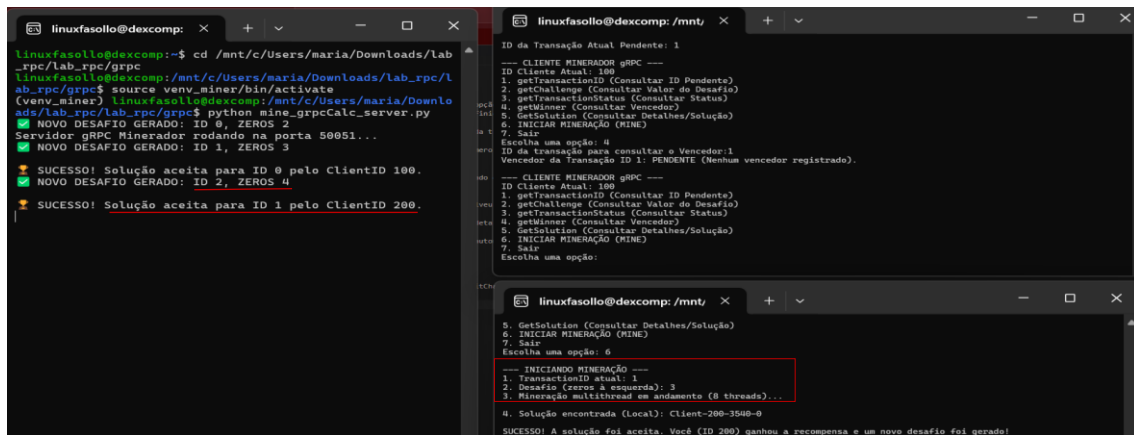 linuxfasollo@dexcomp:
linuxfasollo@dexcomp:~$ cd /mnt/c/Users/maria/Downloads/lab
_rpc/lab_rpc/grpc
linuxfasollo@dexcomp:/mnt/c/Users/maria/Downloads/lab_rpc/l
ab_rpc/grpc$ source venv_miner/bin/activate
(venv_miner) linuxfasollo@dexcomp:/mnt/c/Users/maria/Downlo
ads/lab_rpc/lab_rpc/grpc$ python mine_grpcCalc_server.py
✅ NOVO DESAFIO GERADO: ID 0, ZEROS 2
Servidor gRPC Minerador rodando na porta 50051...
✅ NOVO DESAFIO GERADO: ID 1, ZEROS 3
🏆 SUCESSO! Solução aceita para ID 0 pelo ClientID 100.
✅ NOVO DESAFIO GERADO: ID 2, ZEROS 4
🏆 SUCESSO! Solução aceita para ID 1 pelo ClientID 200.
linuxfasollo@dexcomp: /mnt/
ID da Transação Atual Pendente: 1
--- CLIENTE MINERADOR gRPC ---
ID Cliente Atual: 100
1. getTransactionID (Consultar ID Pendente)
2. getChallenge (Consultar Valor do Desafio)
3. getTransactionStatus (Consultar Status)
4. getWinner (Consultar Vencedor)
5. GetSolution (Consultar Detalhes/Solução)
6. INICIAR MINERAÇÃO (MINE)
7. Sair
Escolha uma opção: 4
ID da transação para consultar o Vencedor:1
Vencedor da Transação ID 1: PENDENTE (Nenhum vencedor registrado).
--- CLIENTE MINERADOR gRPC ---
ID Cliente Atual: 100
1. getTransactionID (Consultar ID Pendente)
2. getChallenge (Consultar Valor do Desafio)
3. getTransactionStatus (Consultar Status)
4. getWinner (Consultar Vencedor)
5. GetSolution (Consultar Detalhes/Solução)
6. INICIAR MINERAÇÃO (MINE)
7. Sair
Escolha uma opção:
linuxfasollo@dexcomp: /mnt/
5. GetSolution (Consultar Detalhes/Solução)
6. INICIAR MINERAÇÃO (MINE)
7. Sair
Escolha uma opção: 6
--- INICIANDO MINERAÇÃO ---
1. TransactionID atual: 1
2. Desafio (zeros à esquerda): 3
3. Mineração multithread em andamento (8 threads)...
4. Solução encontrada (Local): Client-200-3540-0
SUCESSO! A solução foi aceita. Você (ID 200) ganhou a recompensa e um novo desafio foi gerado!